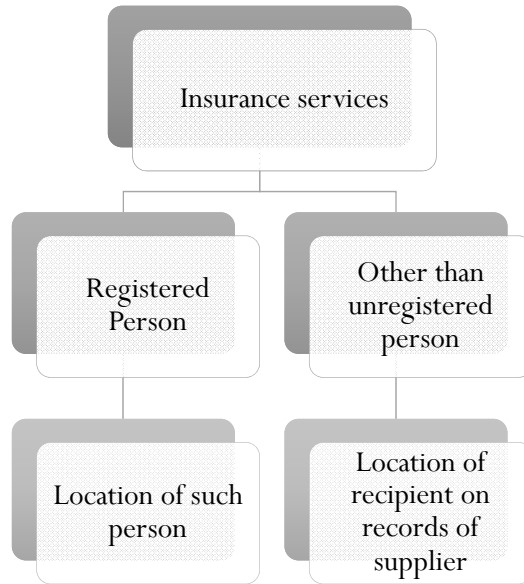 Insurance services
Registered
Person
Other than
unregistered
person
Location of such
person
Location of
recipient on
records of
supplier